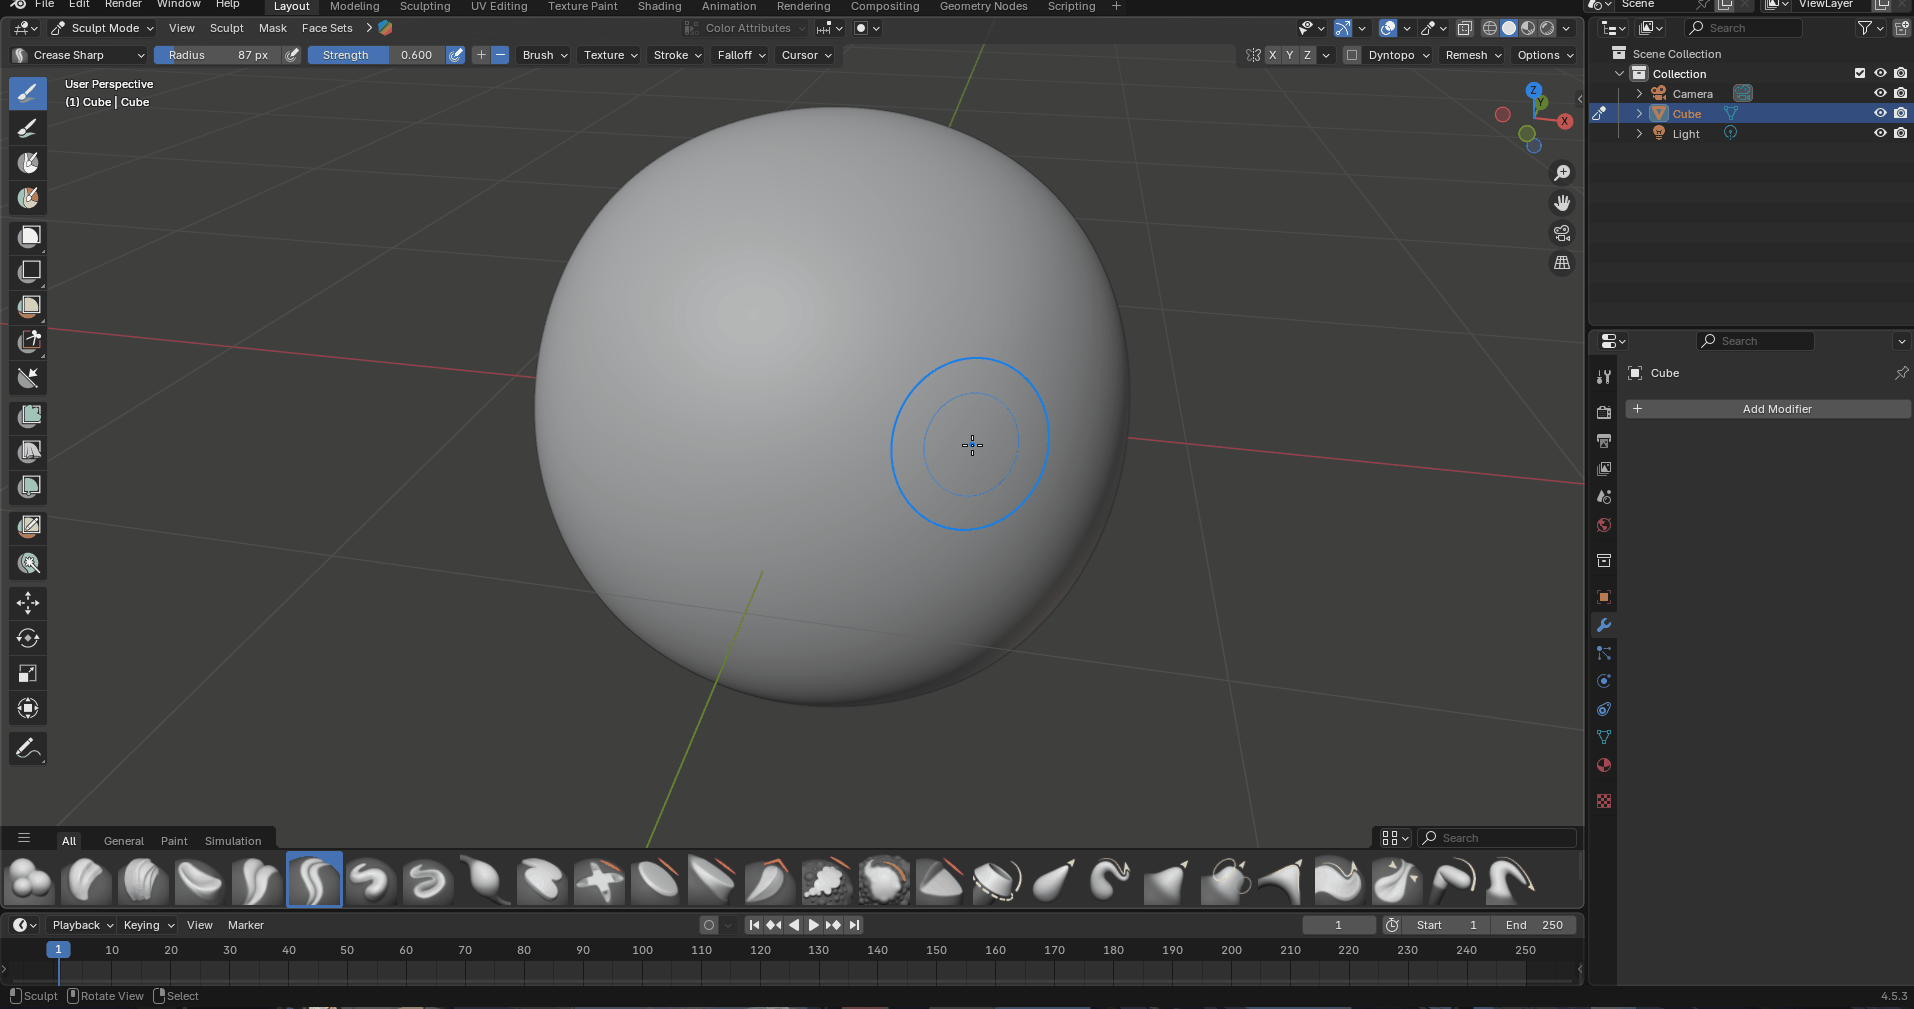 File Edit Render Window Help Layout Modeling Sculpting UV Editing Texture Paint Shading Animation Rendering Compositing Geometry Nodes Scripting + Scene ViewLayer
Sculpt Mode View Sculpt Mask Face Sets Color Attributes Search
Crease Sharp Radius 87 px Strength 0.600 Brush Texture Stroke Falloff Cursor X Y Z Dyntopo Remesh Options
Scene Collection
Collection
Camera
Cube
Light
User Perspective
(1) Cube | Cube
Z
Y
X
Search
Cube
Add Modifier
All General Paint Simulation Search
Playback Keying View Marker 1 Start 1 End 250
1 10 20 30 40 50 60 70 80 90 100 110 120 130 140 150 160 170 180 190 200 210 220 230 240 250
Sculpt Rotate View Select 4.5.3